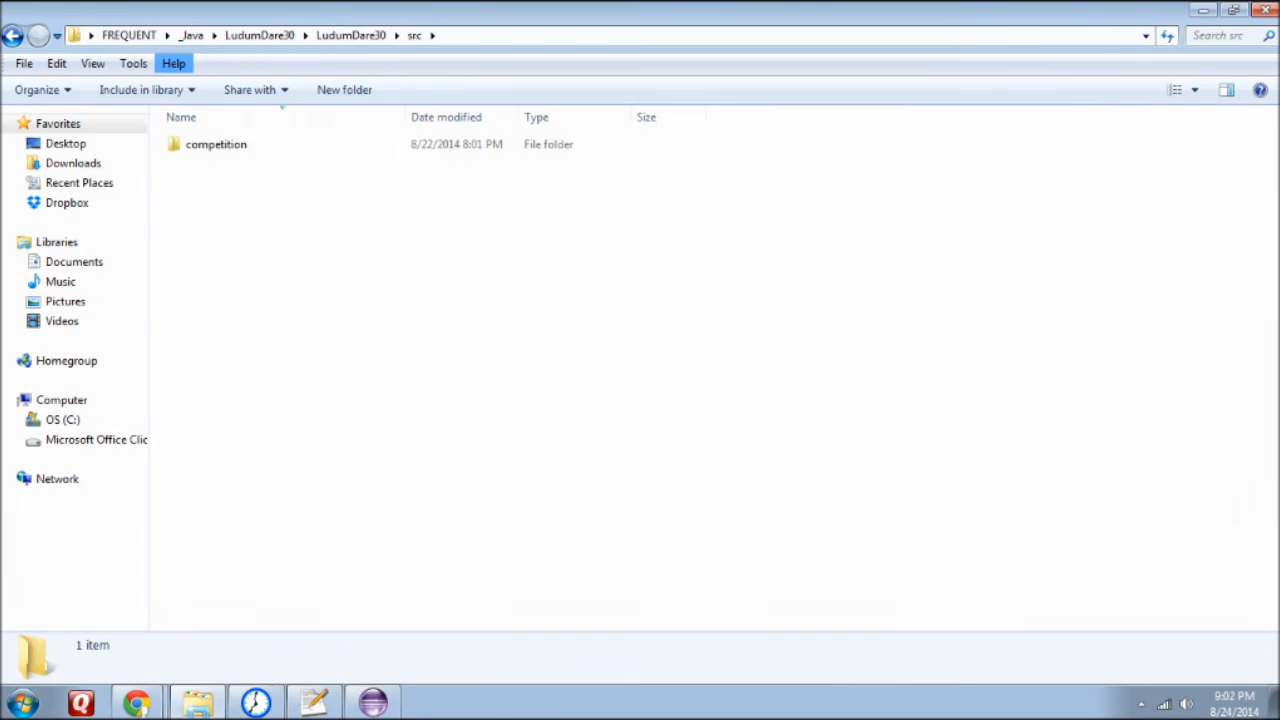 FREQUENT _Java LudumDare30 LudumDare30 src Search src
File Edit View Tools Help
Organize Include in library Share with New folder
Name Date modified Type Size
competition 8/22/2014 8:01 PM File folder
Favorites
Desktop
Downloads
Recent Places
Dropbox
Libraries
Documents
Music
Pictures
Videos
Homegroup
Computer
OS (C:)
Microsoft Office Clic
Network
1 item
9:02 PM
8/24/2014